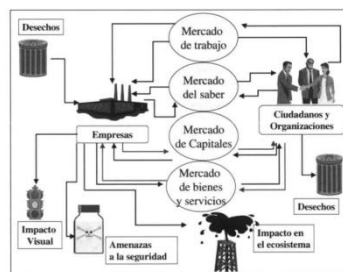 Desechos
Mercado
de trabajo
Mercado
del saber
Ciudadanos y
Organizaciones
Empresas
Mercado
de Capitales
Mercado
de bienes
y servicios
Desechos
Impacto
Visual
Amenazas
a la seguridad
Impacto en
el ecosistema